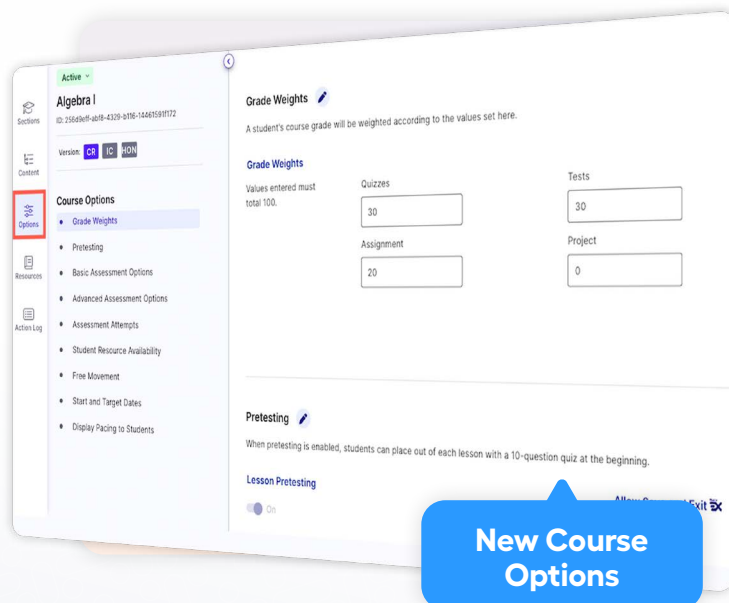 Active
Algebra I
ID: 256d9eff-abf8-4329-b116-14461591f172
Version: CR IC HON
Sections
Content
Options
Resources
Action Log
Course Options
Grade Weights
Pretesting
Basic Assessment Options
Advanced Assessment Options
Assessment Attempts
Student Resource Availability
Free Movement
Start and Target Dates
Display Pacing to Students
Grade Weights
A student's course grade will be weighted according to the values set here.
Grade Weights
Values entered must
total 100.
Quizzes
30
Tests
30
Assignment
20
Project
0
Pretesting
When pretesting is enabled, students can place out of each lesson with a 10-question quiz at the beginning.
Lesson Pretesting
On
Allow
Exit EX
New Course
Options